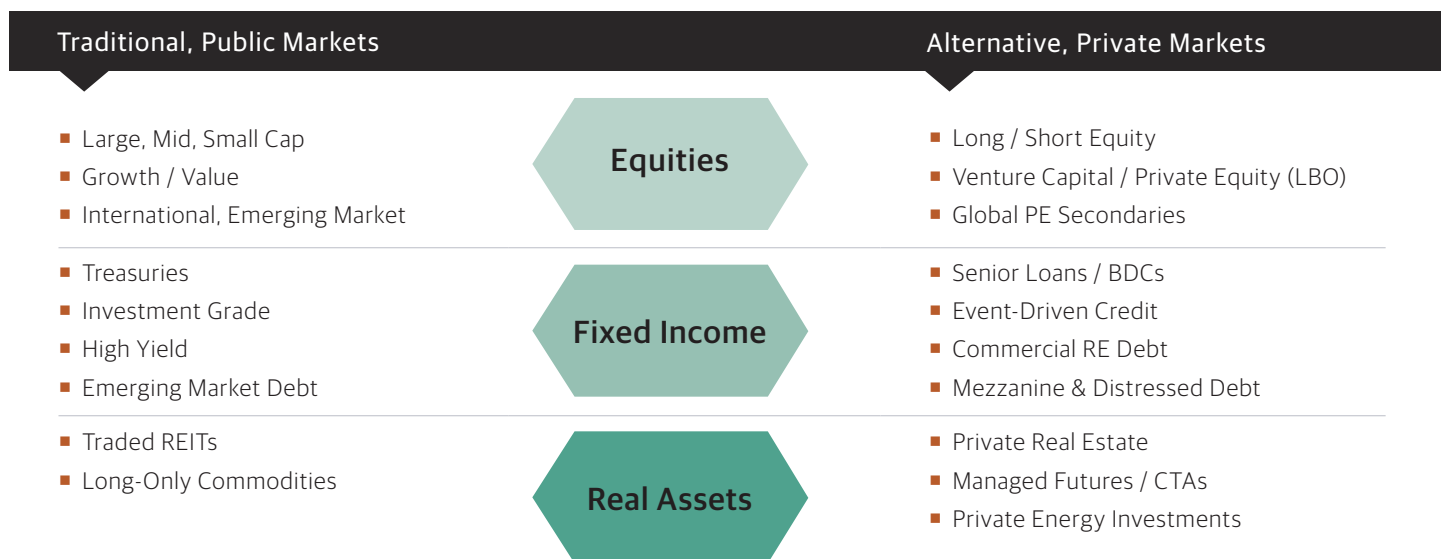 Traditional, Public Markets
Alternative, Private Markets
■ Large, Mid, Small Cap
■ Growth / Value
■ International, Emerging Market
Equities
■ Long / Short Equity
■ Venture Capital / Private Equity (LBO)
■ Global PE Secondaries
■ Treasuries
■ Investment Grade
■ High Yield
■ Emerging Market Debt
Fixed Income
■ Senior Loans / BDCs
■ Event-Driven Credit
■ Commercial RE Debt
■ Mezzanine & Distressed Debt
■ Traded REITs
■ Long-Only Commodities
Real Assets
■ Private Real Estate
■ Managed Futures / CTAs
■ Private Energy Investments